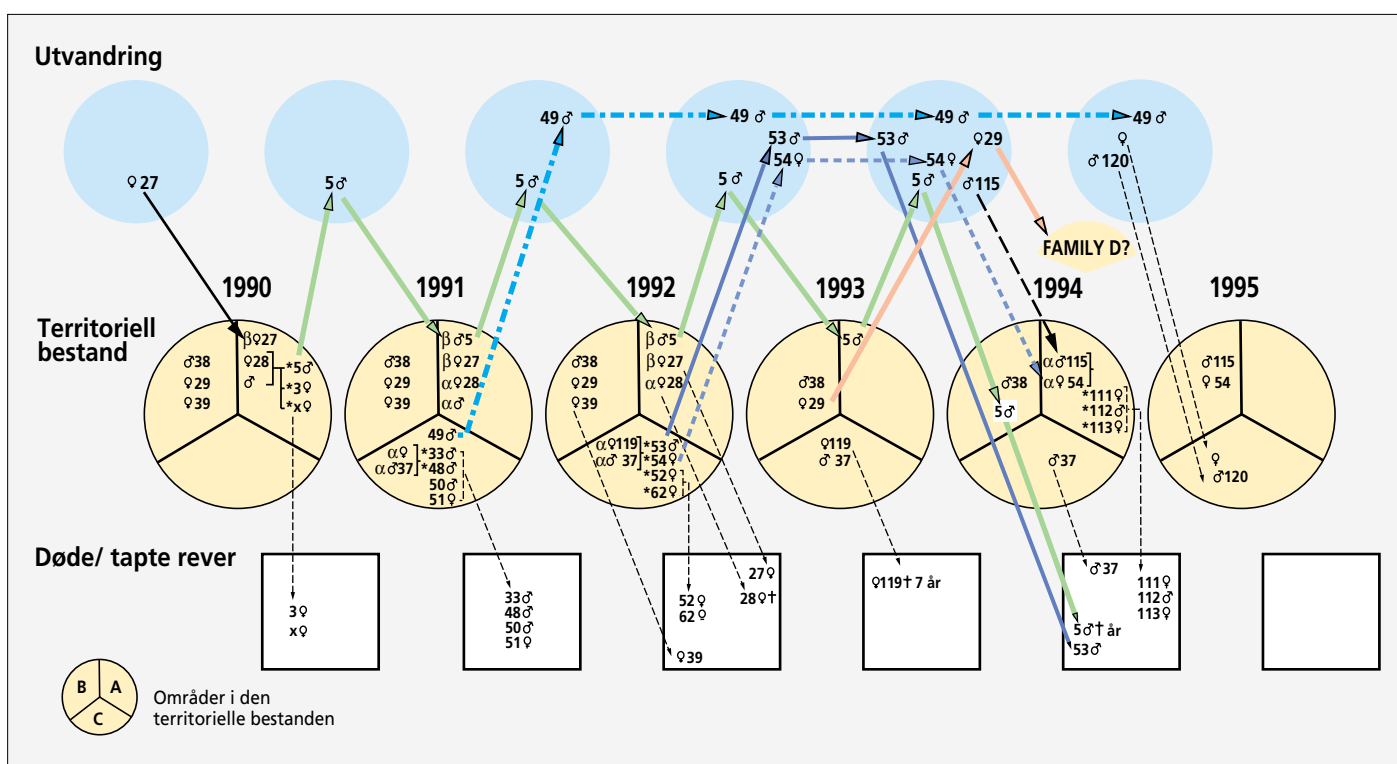 Utvandring
♀ 27
5♂
49♂
49 ♂
53♂
54♀
5♂
5♂
49 ♂
53♂
♀29
54♀
5♂
♂115
49 ♂
♀
♂120
FAMILY D?
Territoriell
bestand
1990
β♀27
♀28
♂
♂38
♀29
♀39
*5♂
*3♀
*x♀
1991
β♂5
β♀27
α♀28
α♂
♂38
♀29
♀39
49♂
α♀
α♂37
*33♂
*48♂
50♂
51♀
1992
β♂5
β♀27
α♀28
♂38
♀29
♀39
α♀119
α♂ 37
*53♂
*54♀
*52♀
*62♀
1993
5♂
♂38
♀29
♀119
♂ 37
1994
α♂115
α♀ 54
♂38
5♂
*111♀
*112♂
*113♀
♂37
1995
♂115
♀ 54
♀
♂120
Døde/ tapte rever
3♀
x♀
33♂
48♂
50♂
51♀
27♀
28♀†
52♀
62♀
♀39
♀119† 7 år
♂37
111♀
112♂
113♀
5♂† år
53♂
B
A
C
Områder i den
territorielle bestanden